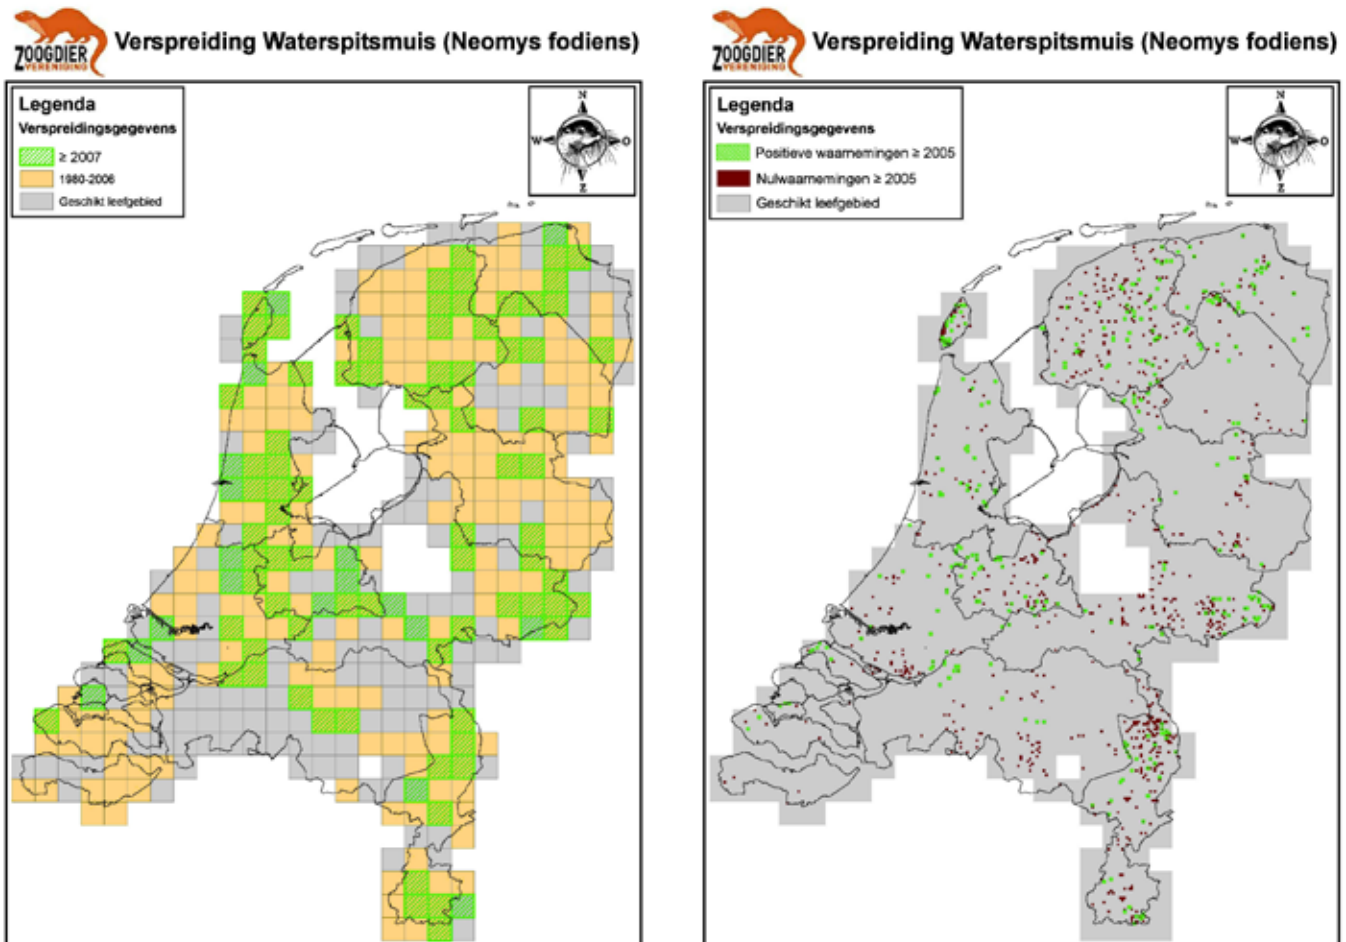 ZOOGDIER
VERENIGING
Verspreiding Waterspitsmuis (Neomys fodiens)
Legenda
Verspreidingsgegevens
≥ 2007
1980-2006
Geschikt leefgebied
N
W
O
Z
ZOOGDIER
VERENIGING
Verspreiding Waterspitsmuis (Neomys fodiens)
Legenda
Verspreidingsgegevens
Positieve waarnemingen ≥ 2005
Nulwaarnemingen ≥ 2005
Geschikt leefgebied
N
W
O
Z